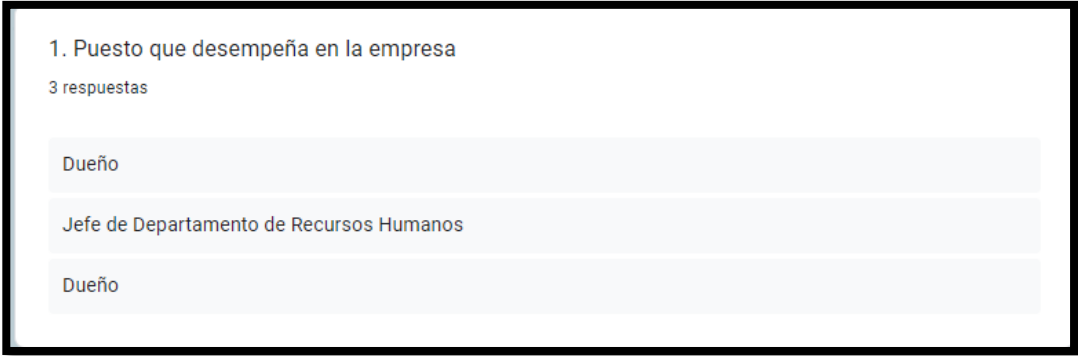 1. Puesto que desempeña en la empresa
3 respuestas
Dueño
Jefe de Departamento de Recursos Humanos
Dueño